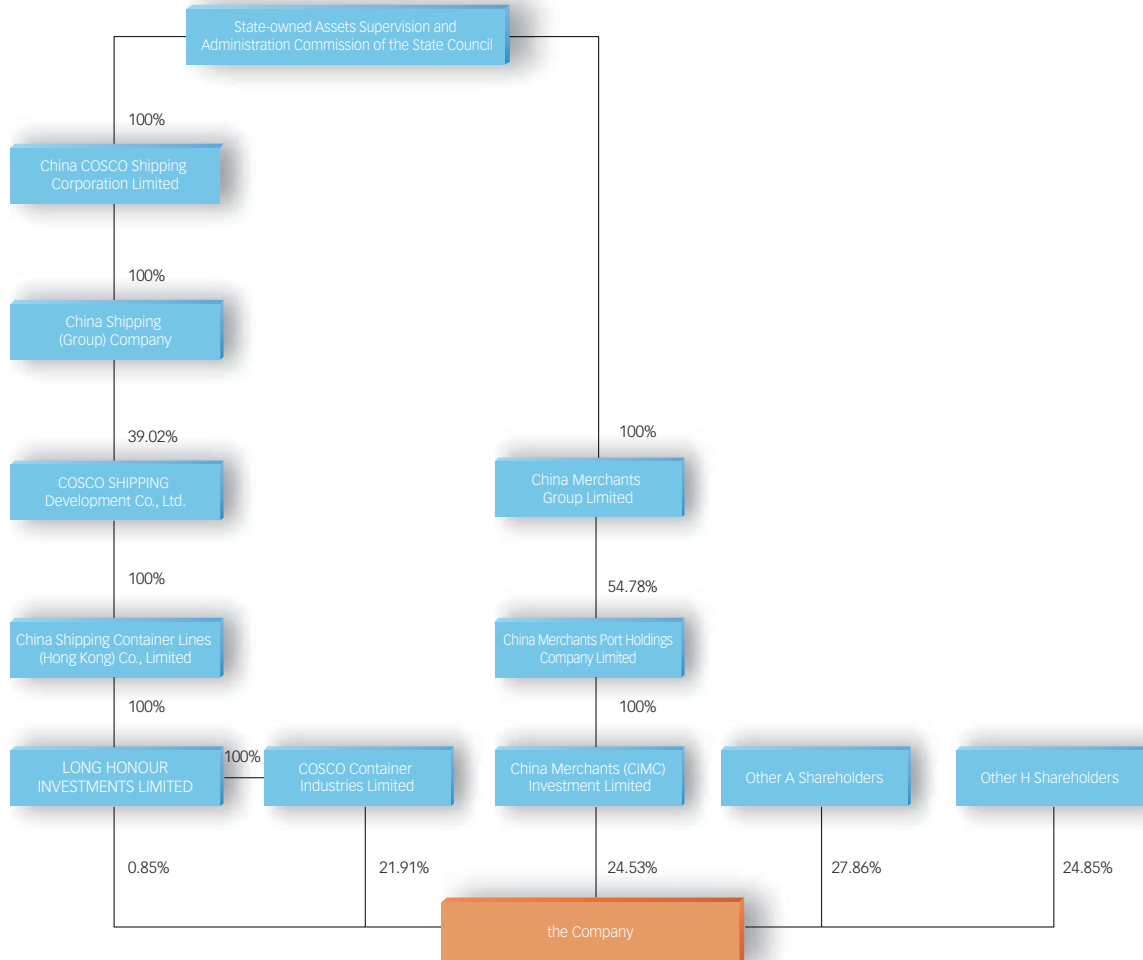 State-owned Assets Supervision and
Administration Commission of the State Council
100%
China COSCO Shipping
Corporation Limited
100%
China Shipping
(Group) Company
39.02%
100%
COSCO SHIPPING
Development Co., Ltd.
China Merchants
Group Limited
100%
54.78%
China Shipping Container Lines
(Hong Kong) Co., Limited
China Merchants Port Holdings
Company Limited
100%
100%
LONG HONOUR
INVESTMENTS LIMITED
100%
COSCO Container
Industries Limited
China Merchants (CIMC)
Investment Limited
Other A Shareholders
Other H Shareholders
0.85%
21.91%
24.53%
27.86%
24.85%
the Company